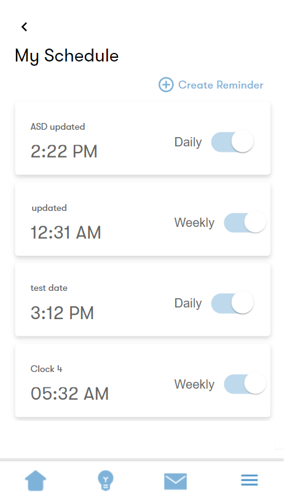 My Schedule
Create Reminder
ASD updated
2:22 PM
Daily
updated
12:31 AM
Weekly
test date
3:12 PM
Daily
Clock 4
05:32 AM
Weekly